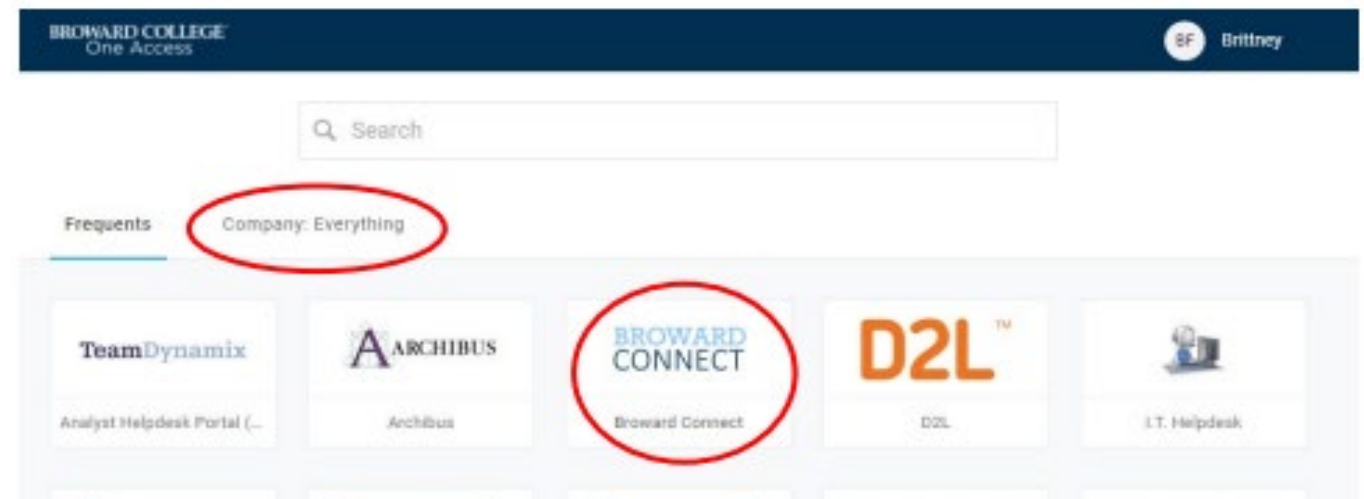 BROWARD COLLEGE
One Access
BF Brittney
Search
Frequents Company: Everything
TeamDynamix
A ARCHIBUS
BROWARD
CONNECT
D2L™
Analyst Helpdesk Portal (...
Archibus
Broward Connect
D2L
I.T. Helpdesk